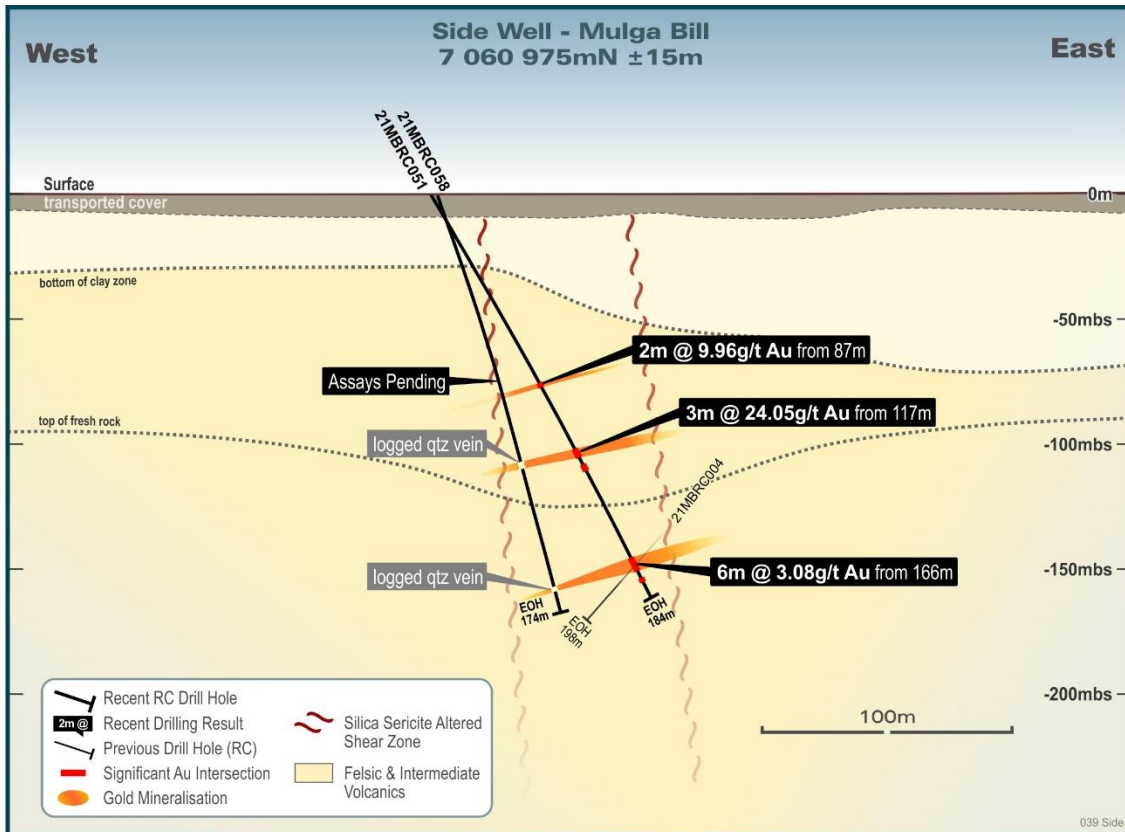 Side Well - Mulga Bill
7 060 975mN ±15m
West
East
21MBRC058
21MBRC051
Surface
transported cover
0m
bottom of clay zone
-50mbs
2m @ 9.96g/t Au from 87m
Assays Pending
3m @ 24.05g/t Au from 117m
top of fresh rock
logged qtz vein
-100mbs
21MBRC004
-150mbs
logged qtz vein
6m @ 3.08g/t Au from 166m
EOH
174m
EOH
198m
EOH
184m
-200mbs
Recent RC Drill Hole
2m @
Recent Drilling Result
Previous Drill Hole (RC)
Significant Au Intersection
Gold Mineralisation
Silica Sericite Altered
Shear Zone
Felsic & Intermediate
Volcanics
100m
039 Side